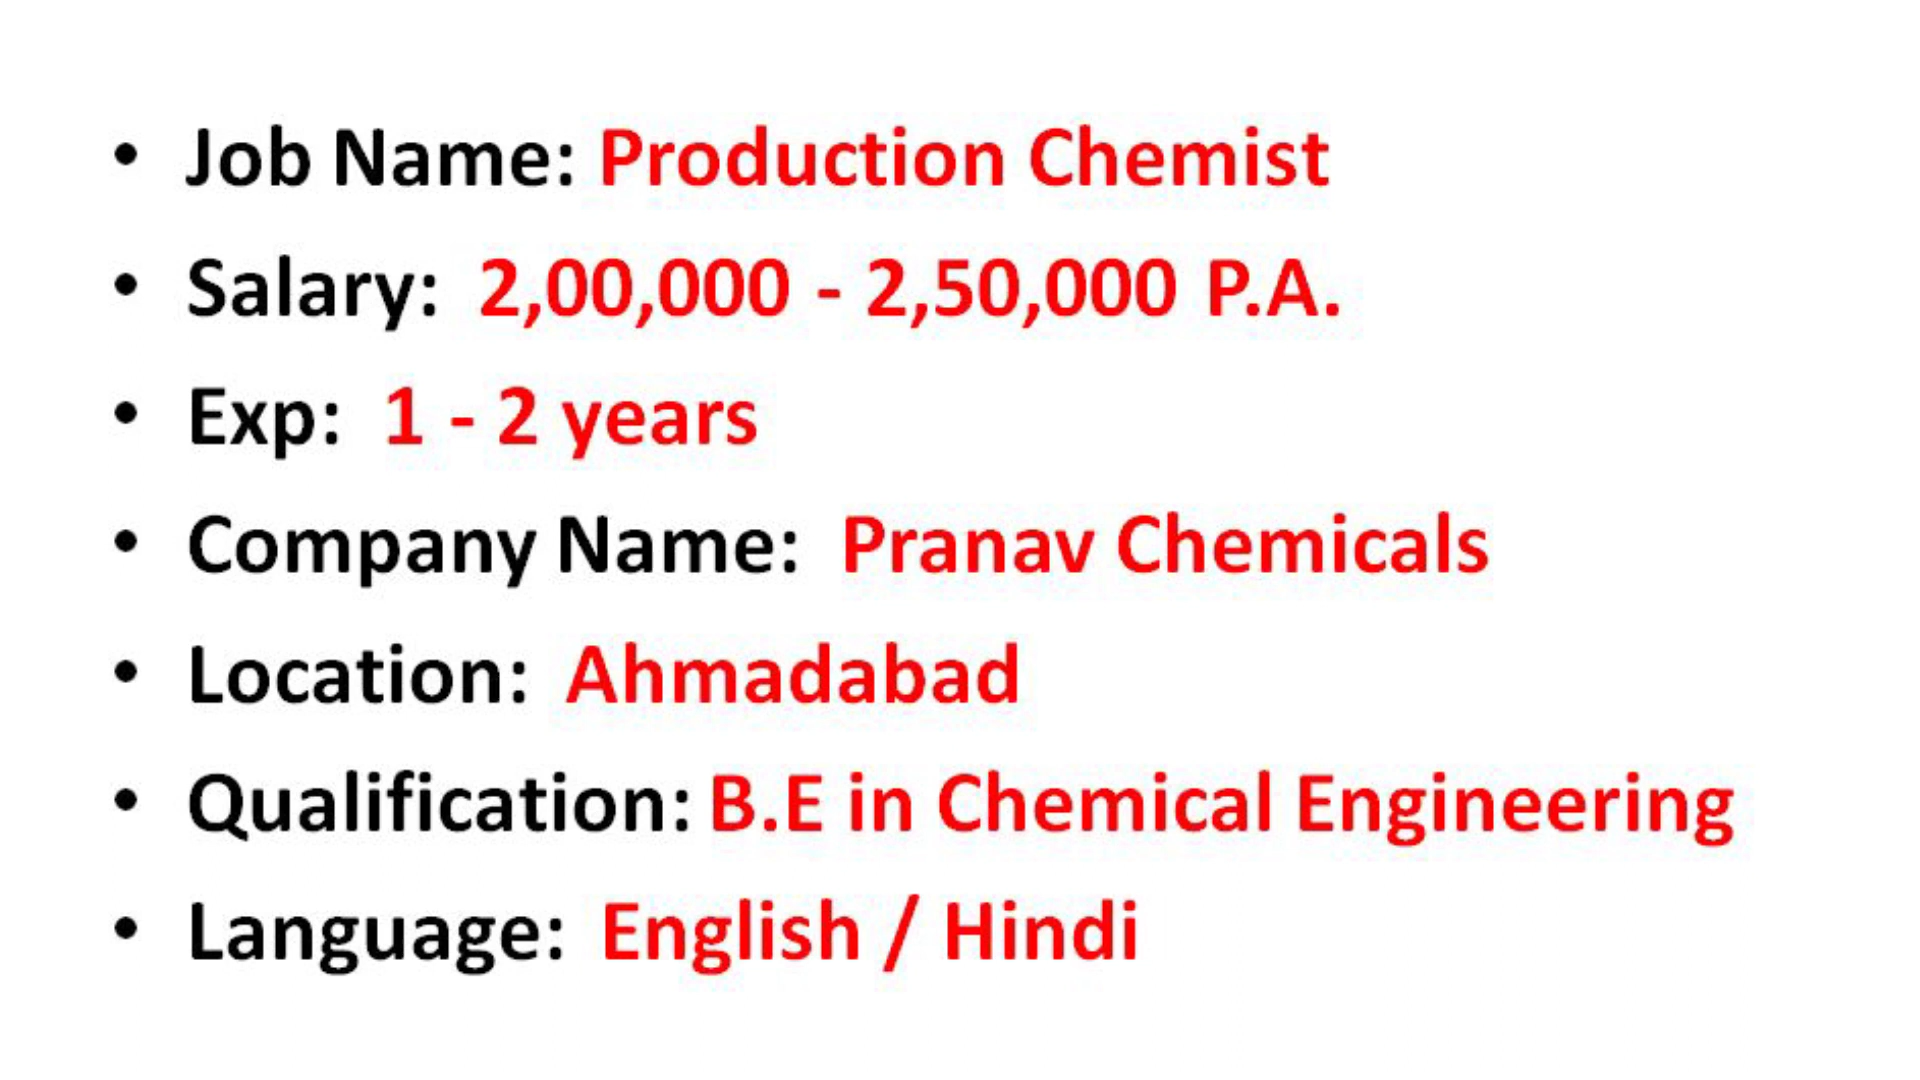 • Job Name: Production Chemist
• Salary: 2,00,000 - 2,50,000 P.A.
• Exp: 1 - 2 years
• Company Name: Pranav Chemicals
• Location: Ahmadabad
• Qualification: B.E in Chemical Engineering
• Language: English / Hindi